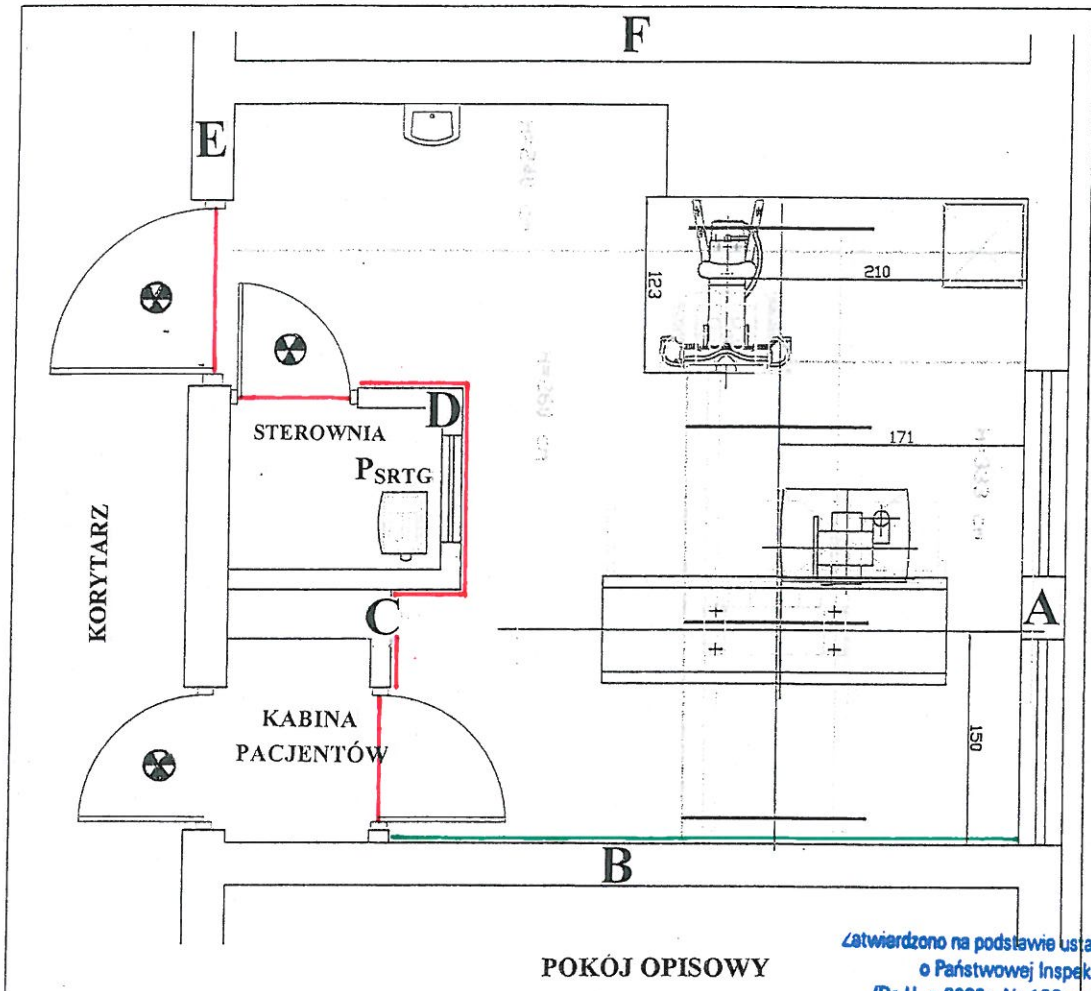 F
E
123
210
D
STEROWNIA
PSRTG
171
KORYTARZ
C
A
KABINA
PACJENTÓW
150
B
POKÓJ OPISOWY
Zatwierdzono na podstawie usta
o Państwowej Inspek